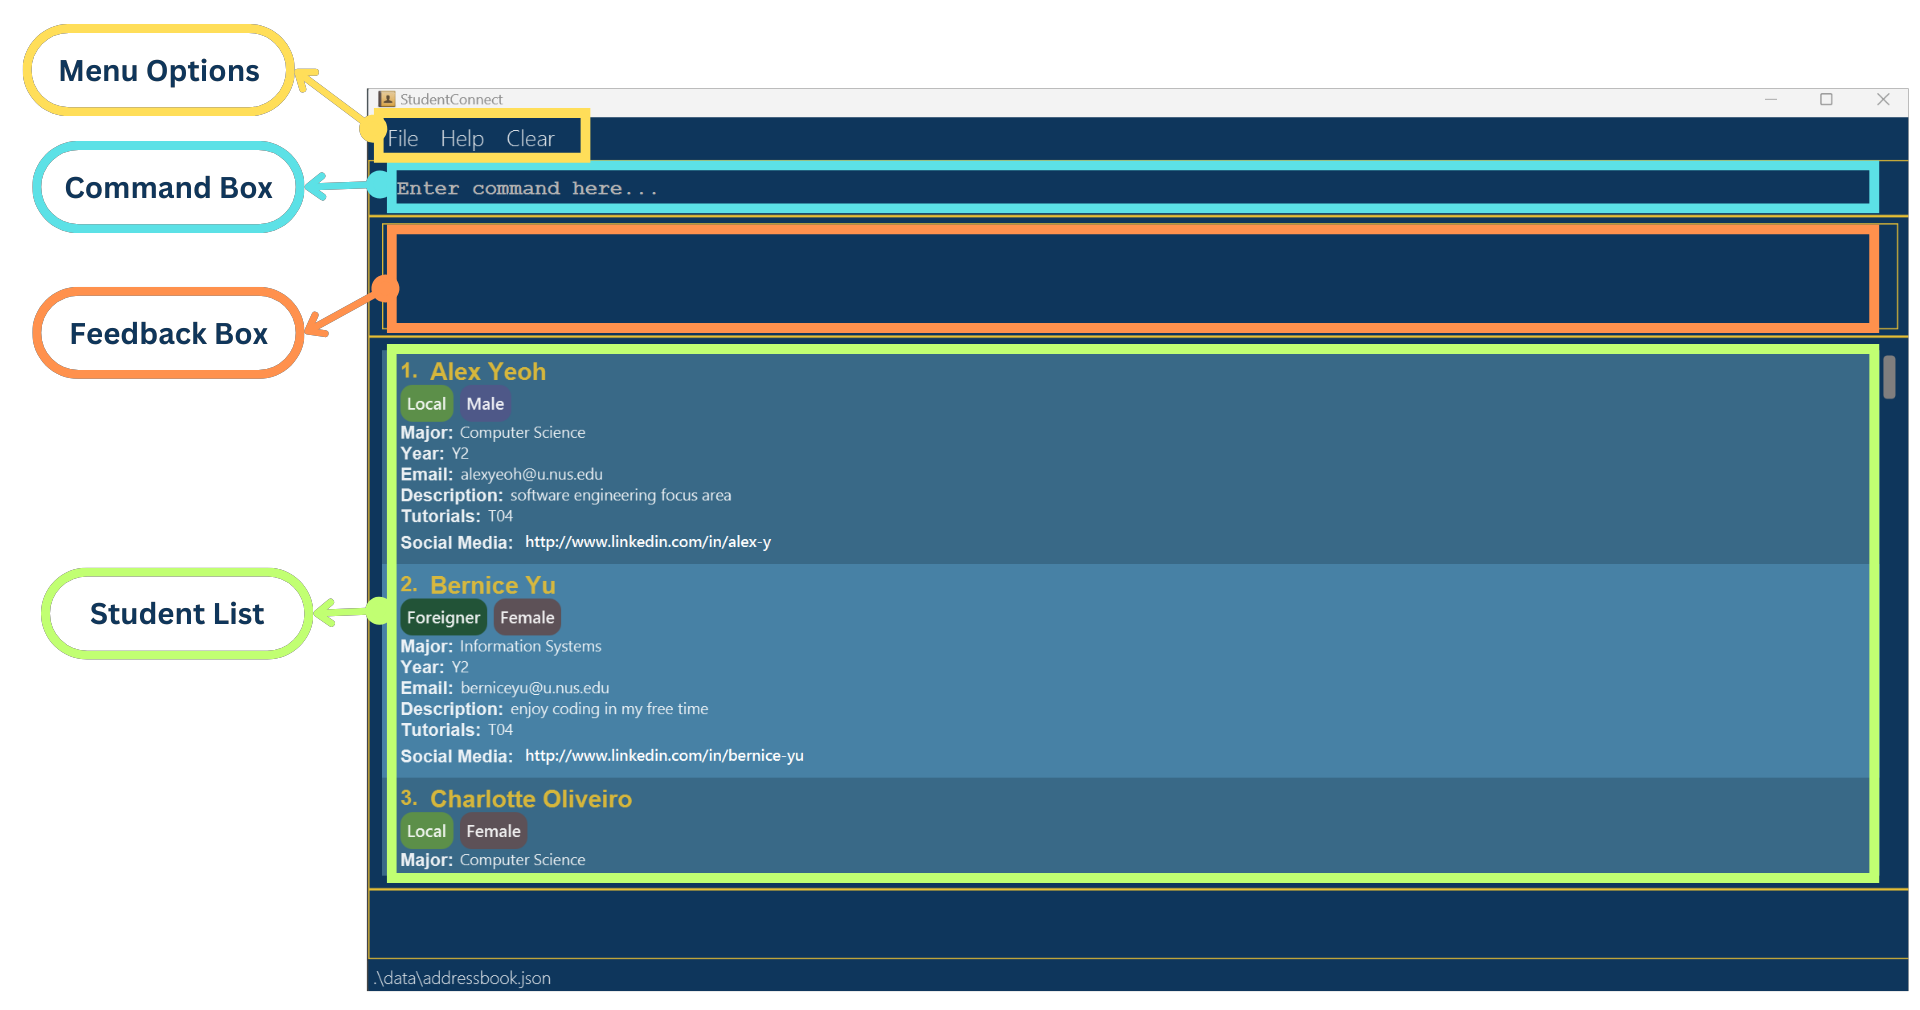 Menu Options
Command Box
Feedback Box
Student List
StudentConnect
File Help Clear
Enter command here...
1. Alex Yeoh
Local Male
Major: Computer Science
Year: Y2
Email: alexyeoh@u.nus.edu
Description: software engineering focus area
Tutorials: T04
Social Media: http://www.linkedin.com/in/alex-y
2. Bernice Yu
Foreigner Female
Major: Information Systems
Year: Y2
Email: berniceyu@u.nus.edu
Description: enjoy coding in my free time
Tutorials: T04
Social Media: http://www.linkedin.com/in/bernice-yu
3. Charlotte Oliveiro
Local Female
Major: Computer Science
.\data\addressbook.json